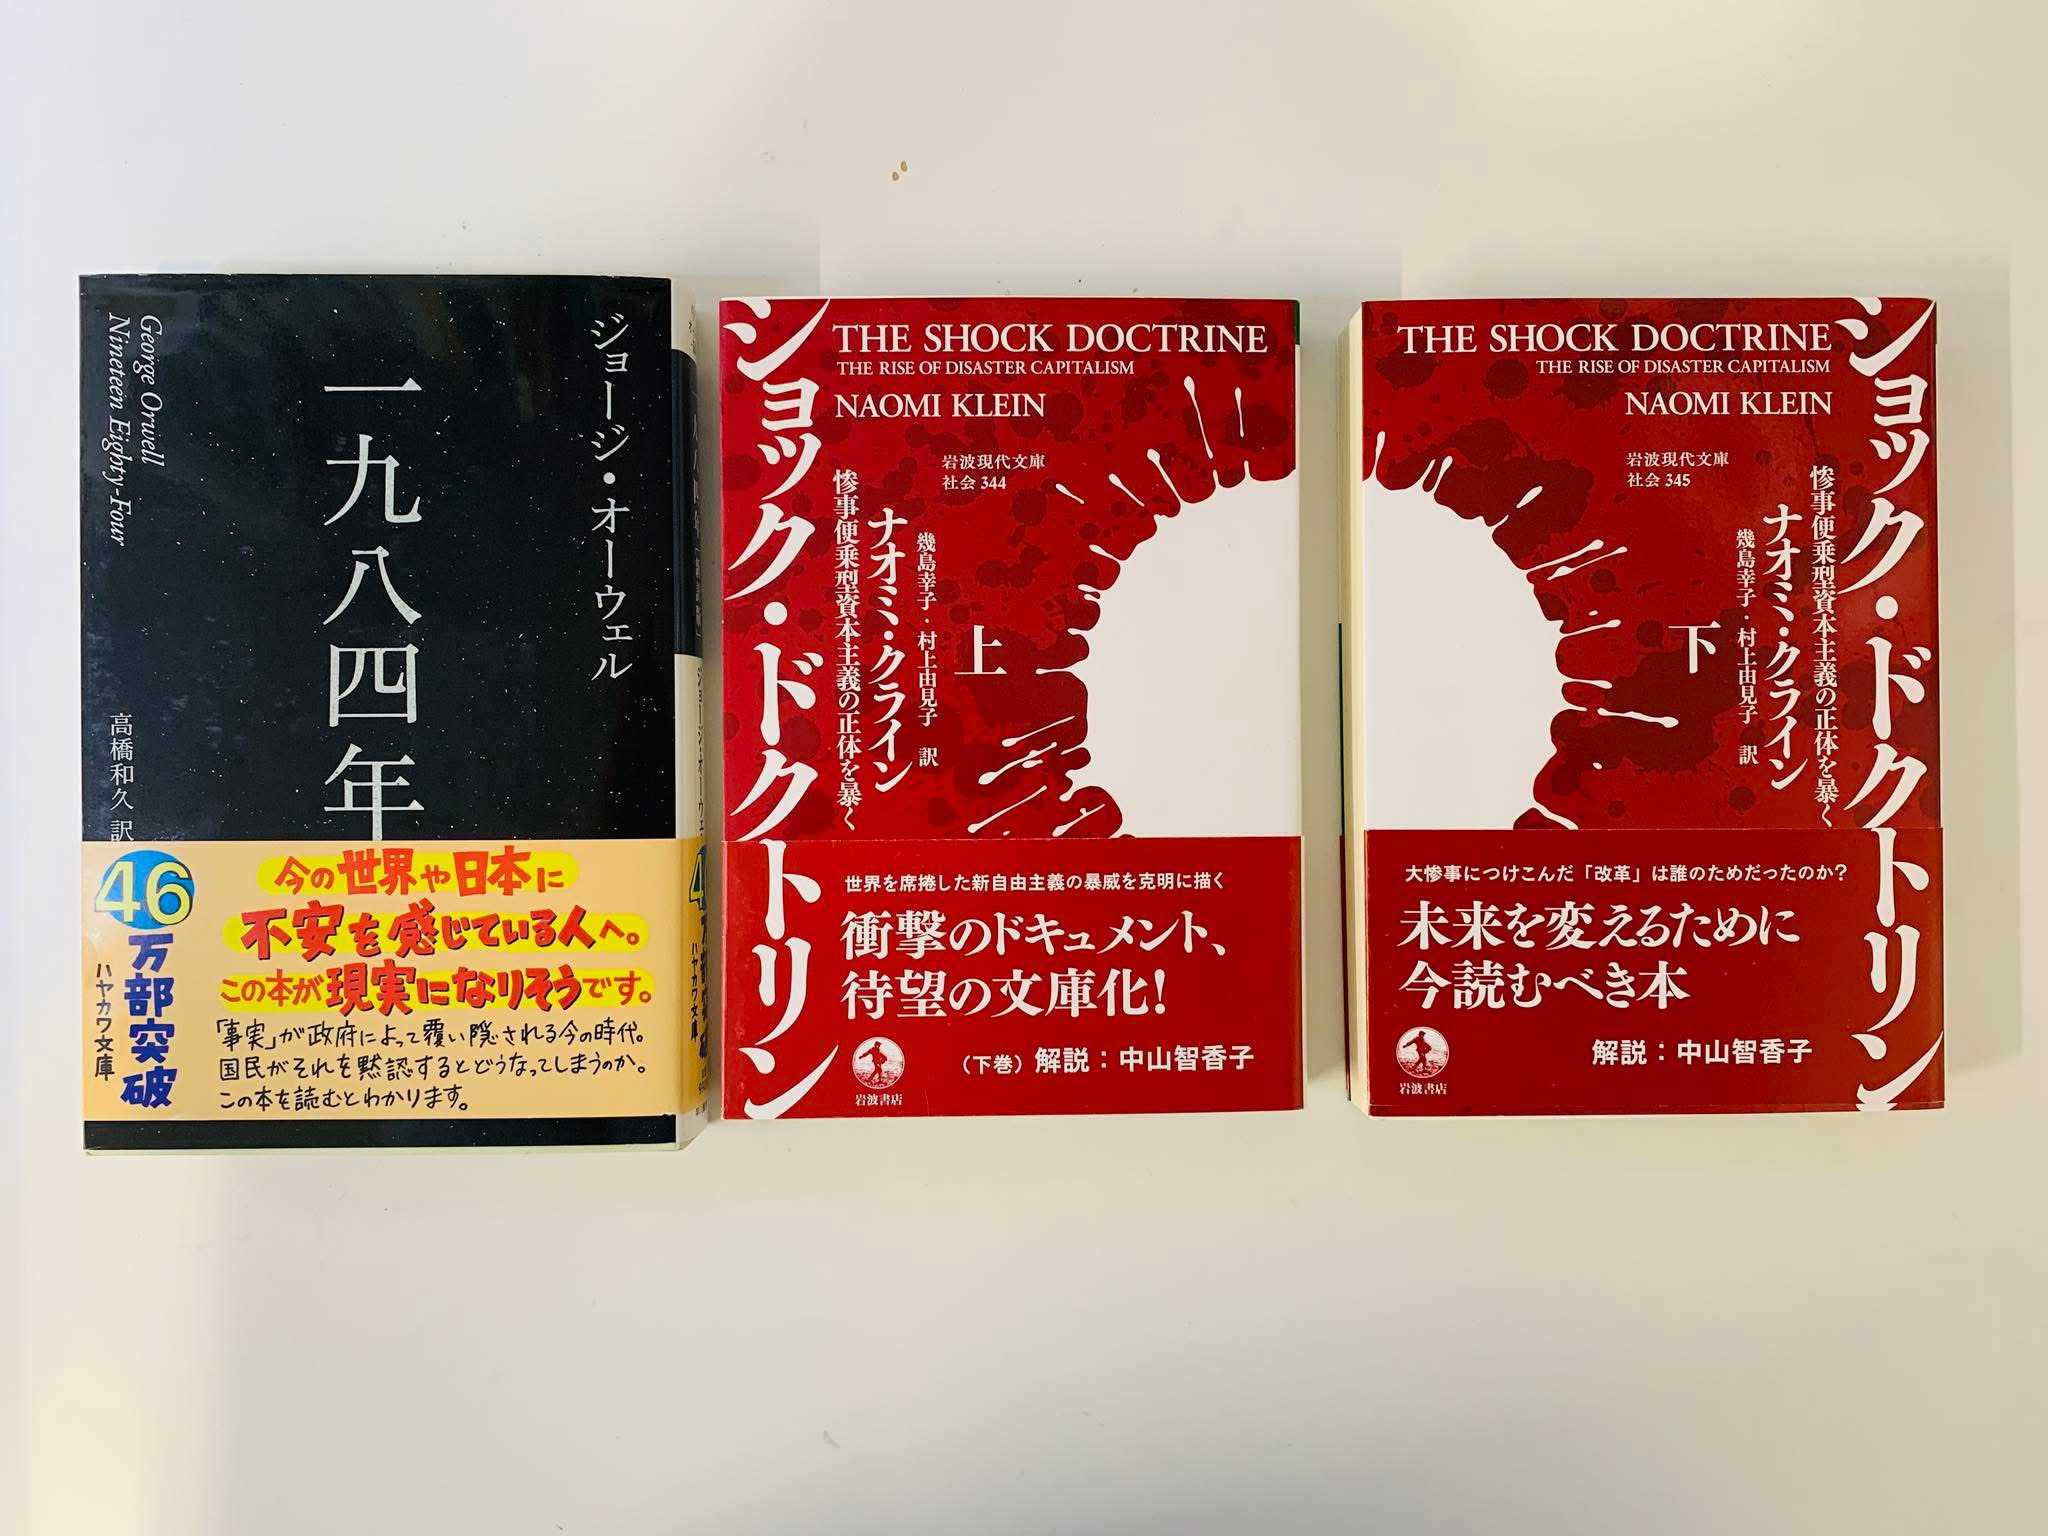 ジョージ・オーウェル
一九八四年
George Orwell
Nineteen Eighty-Four
高橋和久 訳
46
万部突破
ハヤカワ文庫
今の世界や日本に
不安を感じている人へ。
この本が現実になりそうです。
「事実」が政府によって覆い隠される今の時代。
国民がそれを黙認するとどうなってしまうのか。
この本を読むとわかります。
ショック・ドクトリン
THE SHOCK DOCTRINE
THE RISE OF DISASTER CAPITALISM
NAOMI KLEIN
岩波現代文庫
社会 344
惨事便乗型資本主義の正体を暴く
ナオミ・クライン
幾島幸子・村上由見子 訳
上
世界を席捲した新自由主義の暴威を克明に描く
衝撃のドキュメント、
待望の文庫化!
(下巻) 解説:中山智香子
岩波書店
ショック・ドクトリン
THE SHOCK DOCTRINE
THE RISE OF DISASTER CAPITALISM
NAOMI KLEIN
岩波現代文庫
社会 345
惨事便乗型資本主義の正体を暴く
ナオミ・クライン
幾島幸子・村上由見子 訳
下
大惨事につけこんだ「改革」は誰のためだったのか?
未来を変えるために
今読むべき本
解説:中山智香子
岩波書店